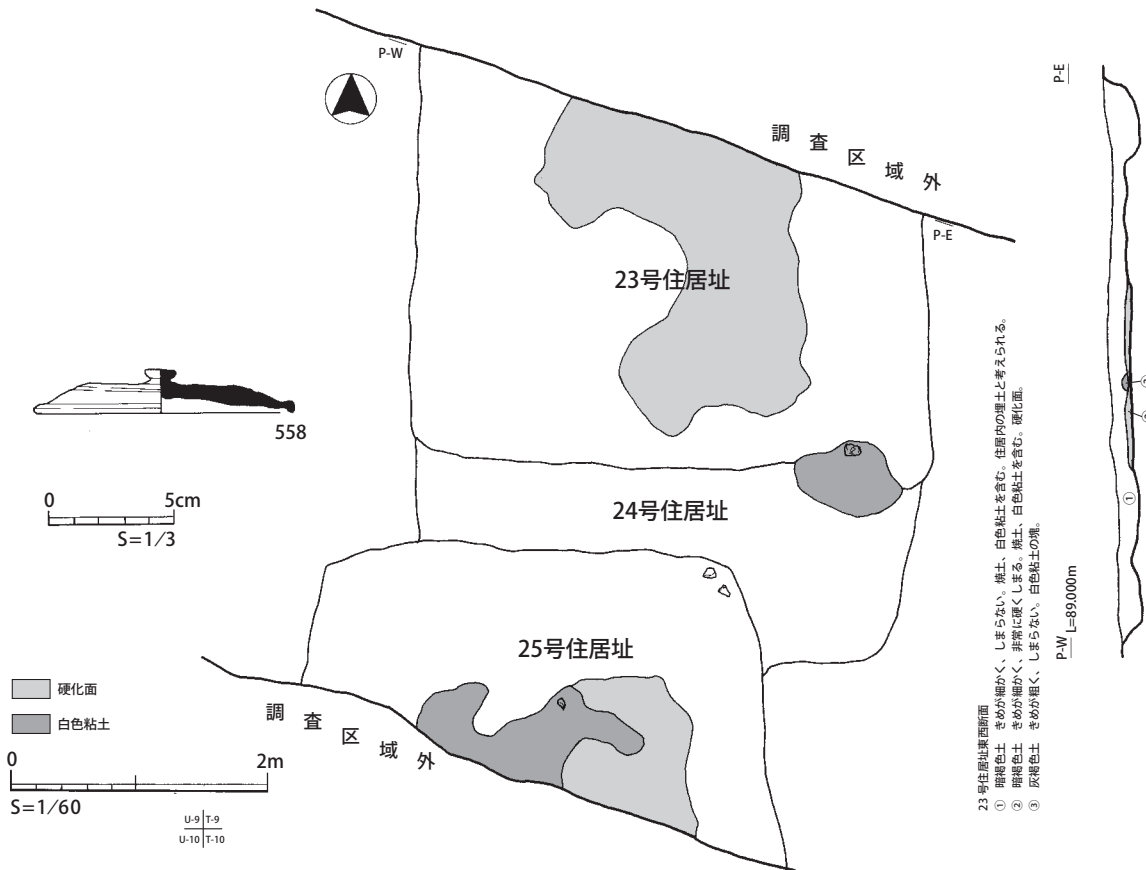 P-W
調査区域外
P-E
23号住居址
558
0 5cm
S=1/3
24号住居址
25号住居址
硬化面
白色粘土
調査区域外
0 2m
S=1/60
U-9 T-9
U-10 T-10
P-E
③
②
①
P-W
L=89.000m
23号住居址東西断面
① 暗褐色土 きめが細かく、しまらない。焼土、白色粘土を含む。住居内の埋土と考えられる。
② 暗褐色土 きめが細かく、非常に硬くしまる。焼土、白色粘土を含む。硬化面。
③ 灰褐色土 きめが粗く、しまらない。白色粘土の塊。